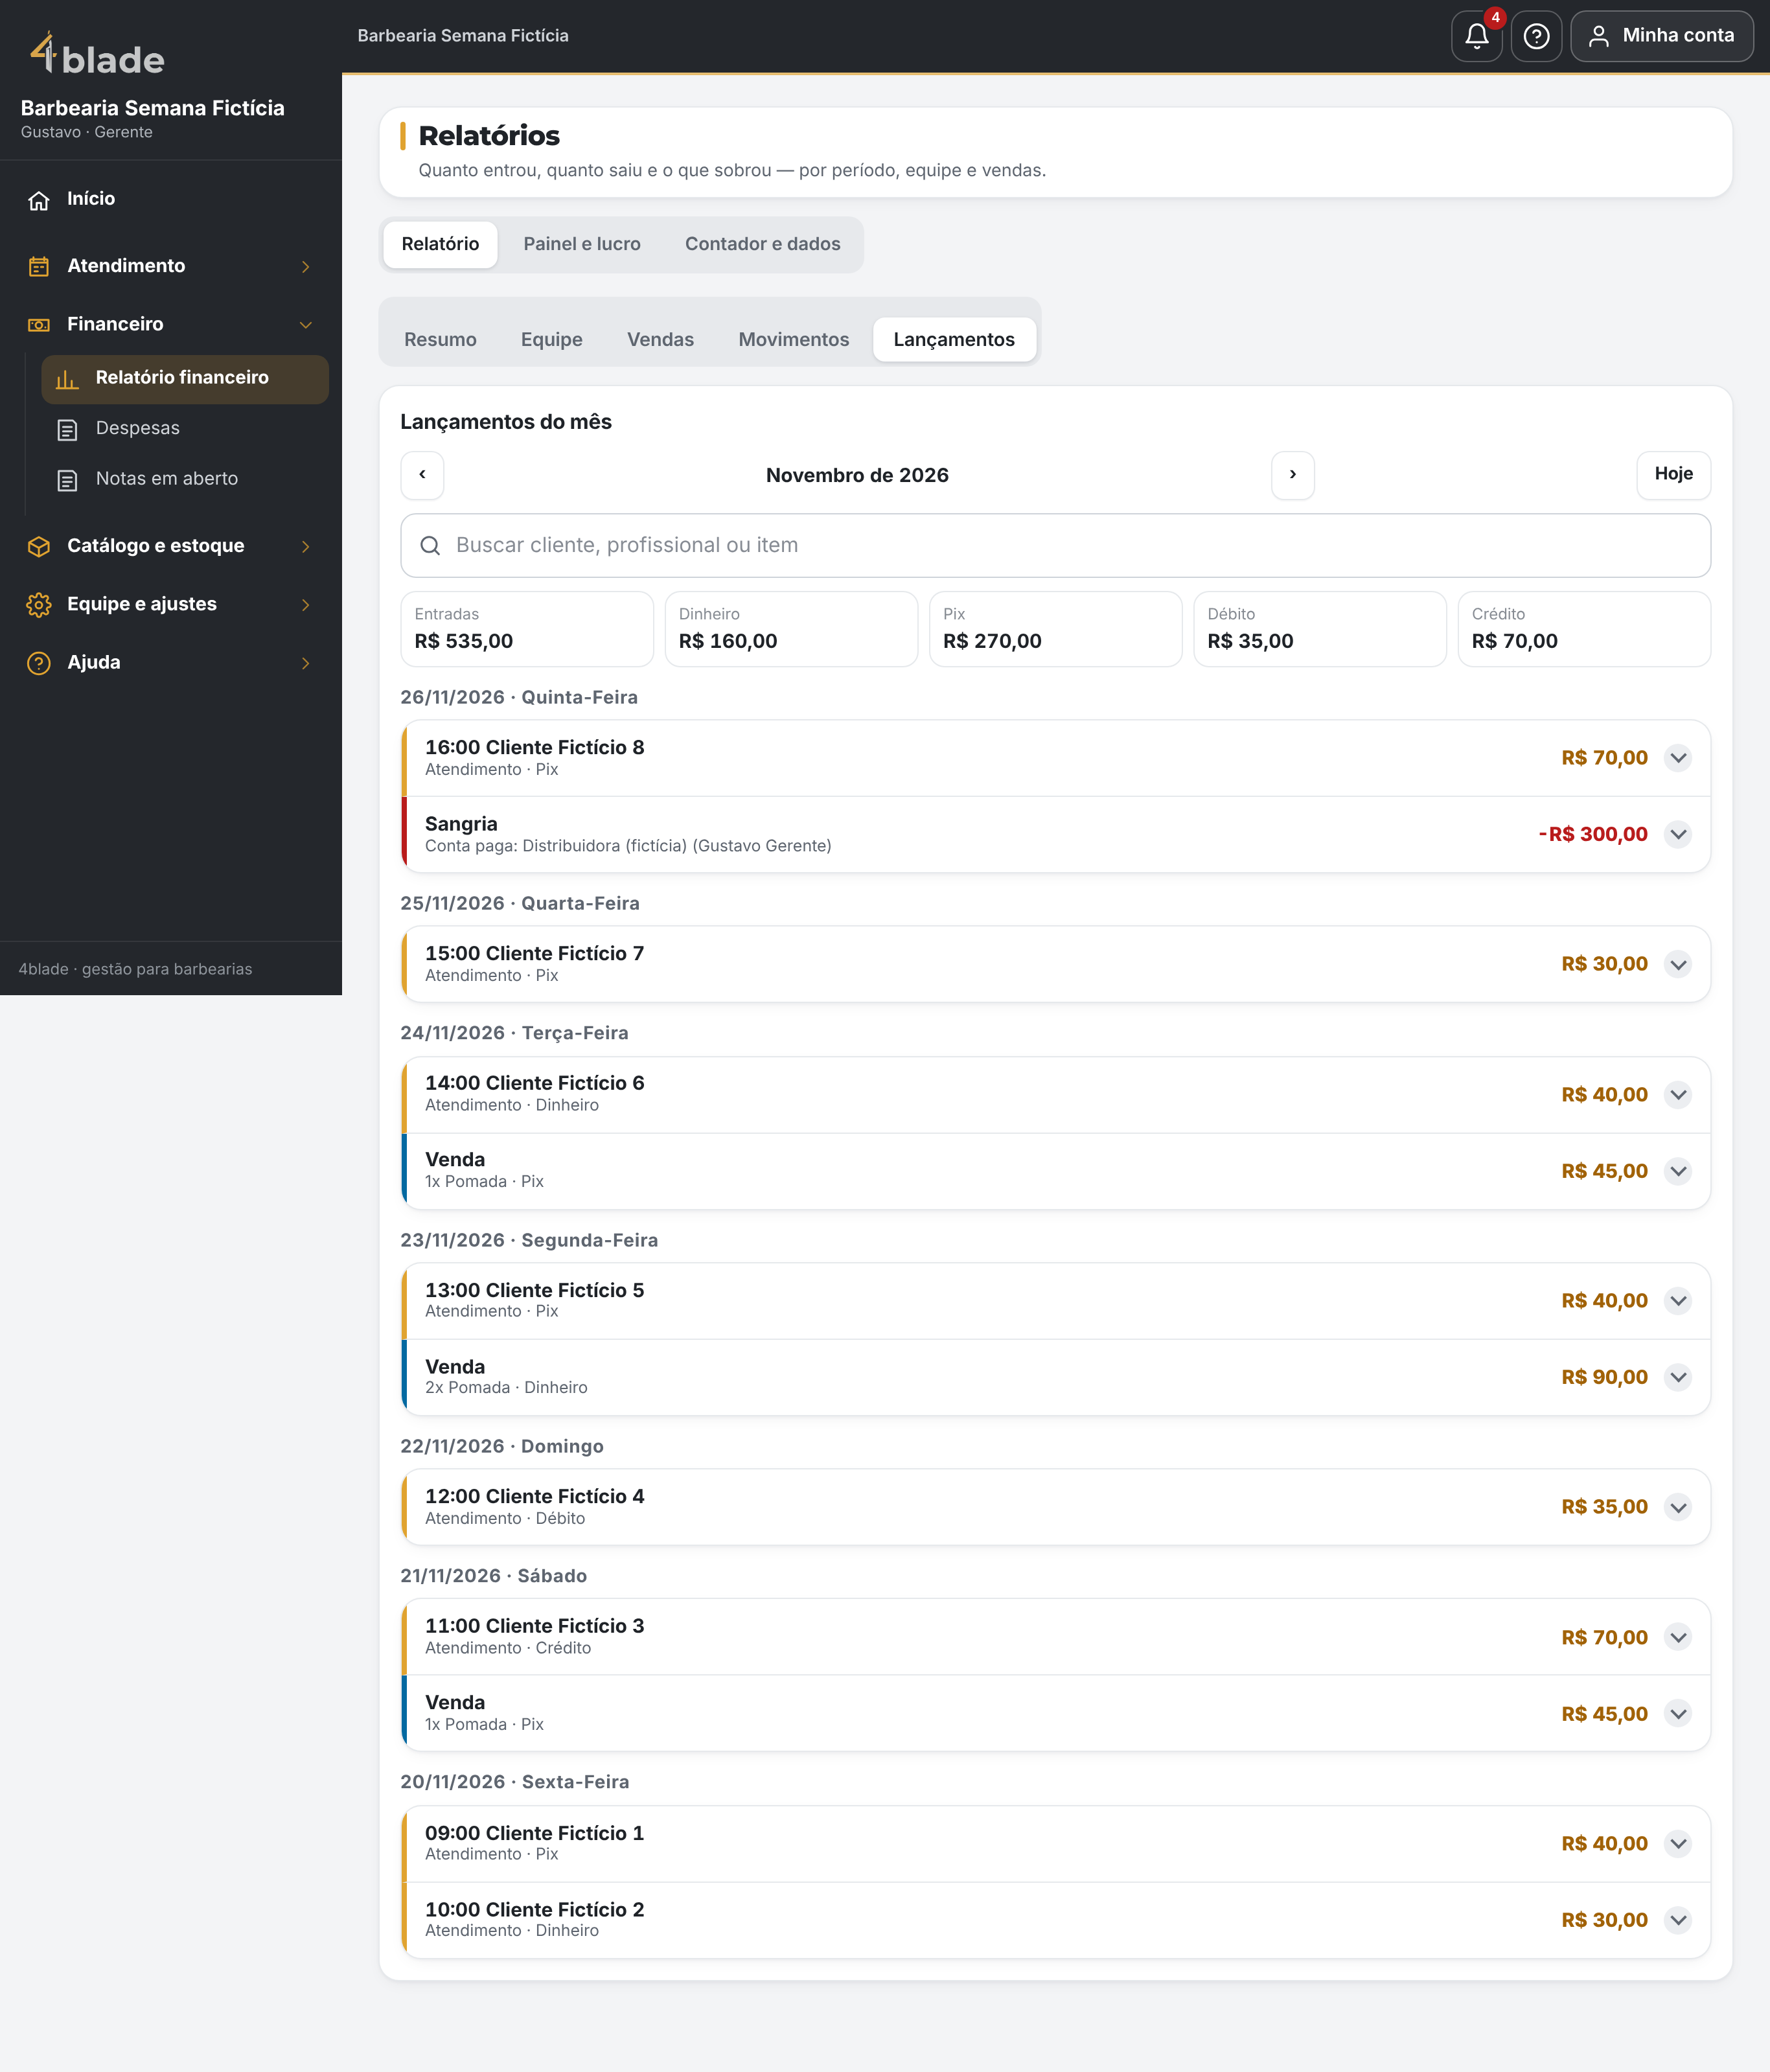 4blade
Barbearia Semana Fictícia
Gustavo · Gerente
Início
Atendimento
Financeiro
Relatório financeiro
Despesas
Notas em aberto
Catálogo e estoque
Equipe e ajustes
Ajuda
4blade · gestão para barbearias
Barbearia Semana Fictícia
4
Minha conta
Relatórios
Quanto entrou, quanto saiu e o que sobrou — por período, equipe e vendas.
Relatório Painel e lucro Contador e dados
Resumo Equipe Vendas Movimentos Lançamentos
Lançamentos do mês
‹ Novembro de 2026 › Hoje
Buscar cliente, profissional ou item
Entradas Dinheiro Pix Débito Crédito
R$ 535,00 R$ 160,00 R$ 270,00 R$ 35,00 R$ 70,00
26/11/2026 · Quinta-Feira
16:00 Cliente Fictício 8
Atendimento · Pix
R$ 70,00
Sangria
Conta paga: Distribuidora (fictícia) (Gustavo Gerente)
-R$ 300,00
25/11/2026 · Quarta-Feira
15:00 Cliente Fictício 7
Atendimento · Pix
R$ 30,00
24/11/2026 · Terça-Feira
14:00 Cliente Fictício 6
Atendimento · Dinheiro
R$ 40,00
Venda
1x Pomada · Pix
R$ 45,00
23/11/2026 · Segunda-Feira
13:00 Cliente Fictício 5
Atendimento · Pix
R$ 40,00
Venda
2x Pomada · Dinheiro
R$ 90,00
22/11/2026 · Domingo
12:00 Cliente Fictício 4
Atendimento · Débito
R$ 35,00
21/11/2026 · Sábado
11:00 Cliente Fictício 3
Atendimento · Crédito
R$ 70,00
Venda
1x Pomada · Pix
R$ 45,00
20/11/2026 · Sexta-Feira
09:00 Cliente Fictício 1
Atendimento · Pix
R$ 40,00
10:00 Cliente Fictício 2
Atendimento · Dinheiro
R$ 30,00